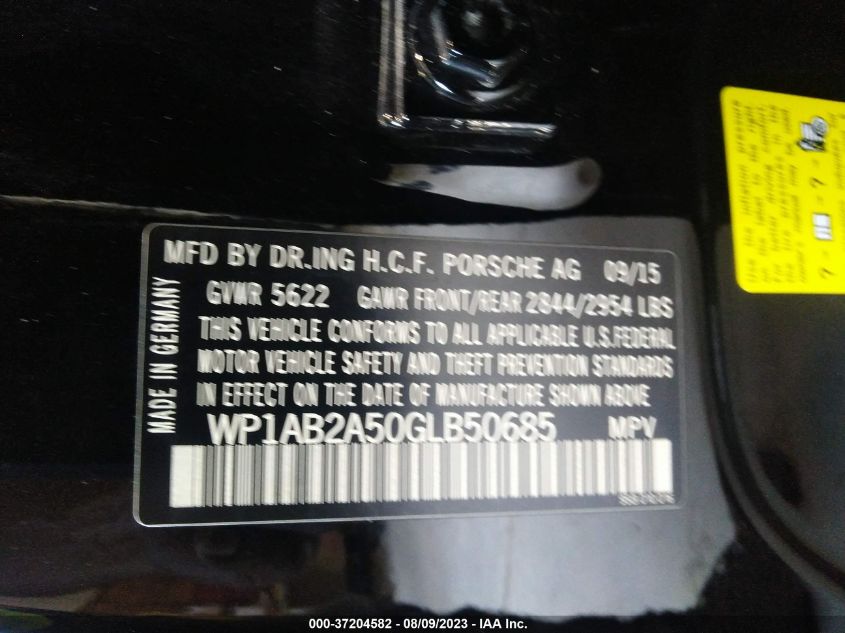 MFD BY DR.ING H.C.F. PORSCHE AG 09/15
GVWR 5622 GAWR FRONT/REAR 2844/2954 LBS
THIS VEHICLE CONFORMS TO ALL APPLICABLE U.S.FEDERAL
MOTOR VEHICLE SAFETY AND THEFT PREVENTION STANDARDS
IN EFFECT ON THE DATE OF MANUFACTURE SHOWN ABOVE
WP1AB2A50GLB50685 MPV
MADE IN GERMANY
000-37204582 - 08/09/2023 - IAA Inc.